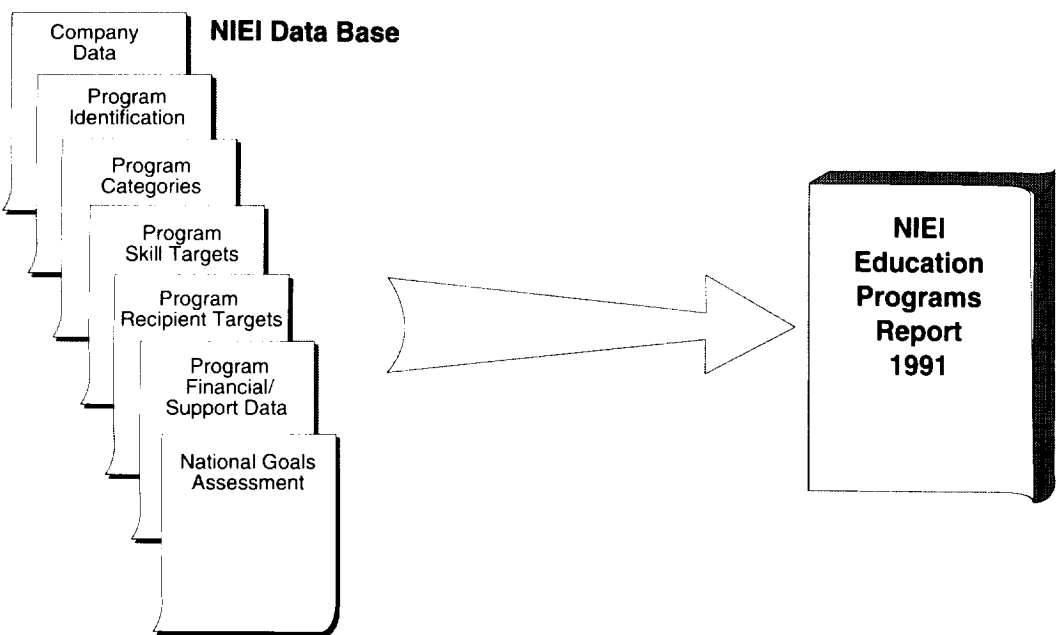 NIEI Data Base
Company
Data
Program
Identification
Program
Categories
Program
Skill Targets
Program
Recipient Targets
Program
Financial/
Support Data
National Goals
Assessment
NIEI
Education
Programs
Report
1991